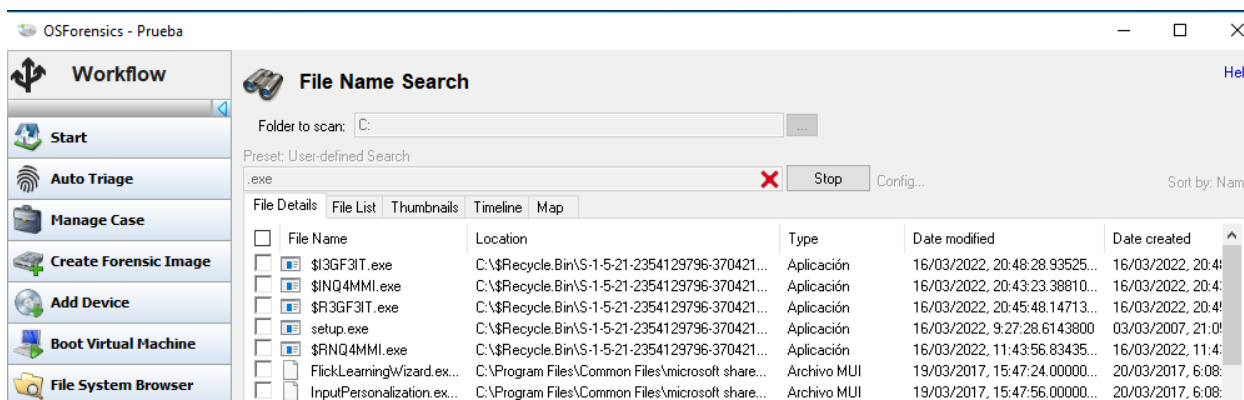 OSForensics - Prueba
Workflow
Start
Auto Triage
Manage Case
Create Forensic Image
Add Device
Boot Virtual Machine
File System Browser
File Name Search
Hel
Folder to scan: C:
...
Preset: User-defined Search
.exe Stop Config... Sort by: Nam
File Details File List Thumbnails Timeline Map
File Name Location Type Date modified Date created
$I3GF3IT.exe C:\$Recycle.Bin\S-1-5-21-2354129796-370421... Aplicación 16/03/2022, 20:48:28.93525... 16/03/2022, 20:4
$INQ4MMI.exe C:\$Recycle.Bin\S-1-5-21-2354129796-370421... Aplicación 16/03/2022, 20:43:23.38810... 16/03/2022, 20:4
$R3GF3IT.exe C:\$Recycle.Bin\S-1-5-21-2354129796-370421... Aplicación 16/03/2022, 20:45:48.14713... 16/03/2022, 20:4
setup.exe C:\$Recycle.Bin\S-1-5-21-2354129796-370421... Aplicación 16/03/2022, 9:27:28.6143800 03/03/2007, 21:0
$RNQ4MMI.exe C:\$Recycle.Bin\S-1-5-21-2354129796-370421... Aplicación 16/03/2022, 11:43:56.83435... 16/03/2022, 11:4
FlickLearningWizard.ex... C:\Program Files\Common Files\microsoft share... Archivo MUI 19/03/2017, 15:47:24.00000... 20/03/2017, 6:08:
InputPersonalization.ex... C:\Program Files\Common Files\microsoft share... Archivo MUI 19/03/2017, 15:47:56.00000... 20/03/2017, 6:08: